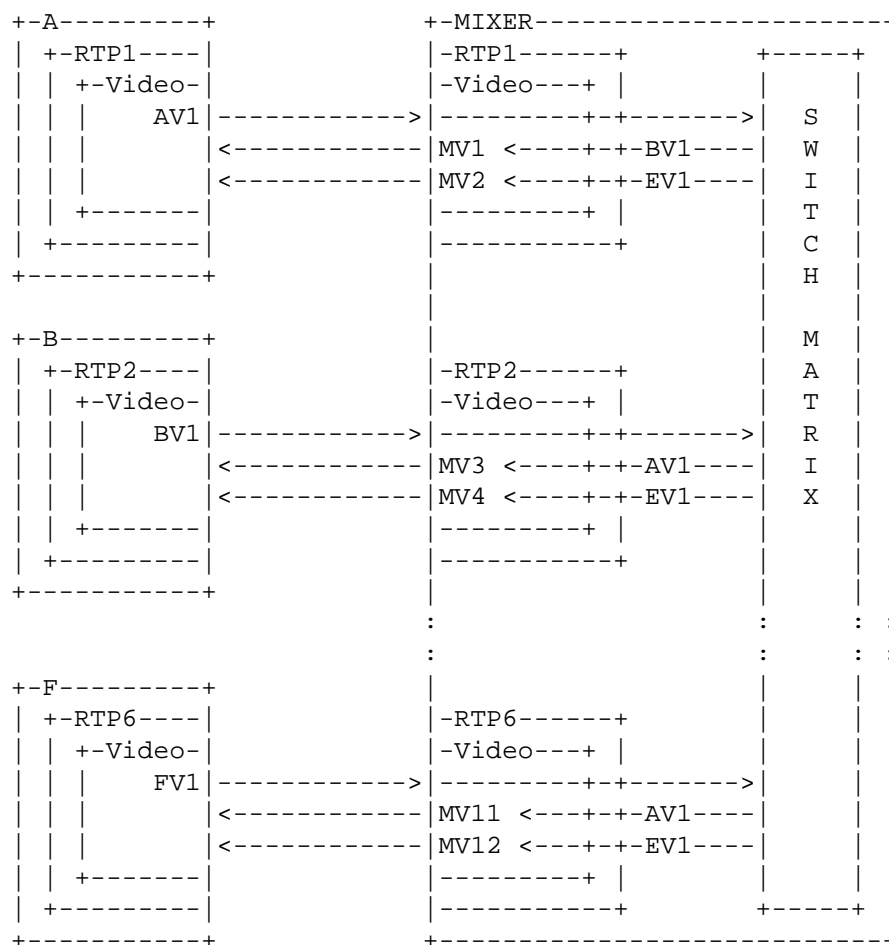 +-A---------+             +-MIXER----------------------
|  +-RTP1----|             |-RTP1------+        +-----+
|  |  +-Video-|             |-Video---+ |        |     |
|  |  |    AV1|------------>|---------+-+------->|  S  |
|  |  |       |<------------|MV1 <----+-+-BV1----|  W  |
|  |  |       |<------------|MV2 <----+-+-EV1----|  I  |
|  |  +-------|             |---------+ |        |  T  |
|  +---------|             |-----------+        |  C  |
+-----------+             |                    |  H  |
                          |                    |     |
+-B---------+             |                    |  M  |
|  +-RTP2----|             |-RTP2------+        |  A  |
|  |  +-Video-|             |-Video---+ |        |  T  |
|  |  |    BV1|------------>|---------+-+------->|  R  |
|  |  |       |<------------|MV3 <----+-+-AV1----|  I  |
|  |  |       |<------------|MV4 <----+-+-EV1----|  X  |
|  |  +-------|             |---------+ |        |     |
|  +---------|             |-----------+        |     |
+-----------+             |                    |     |
                          :                    :     : :
                          :                    :     : :
+-F---------+             |                    |     |
|  +-RTP6----|             |-RTP6------+        |     |
|  |  +-Video-|             |-Video---+ |        |     |
|  |  |    FV1|------------>|---------+-+------->|     |
|  |  |       |<------------|MV11 <---+-+-AV1----|     |
|  |  |       |<------------|MV12 <---+-+-EV1----|     |
|  |  +-------|             |---------+ |        |     |
|  +---------|             |-----------+        +-----+
+-----------+             +----------------------------